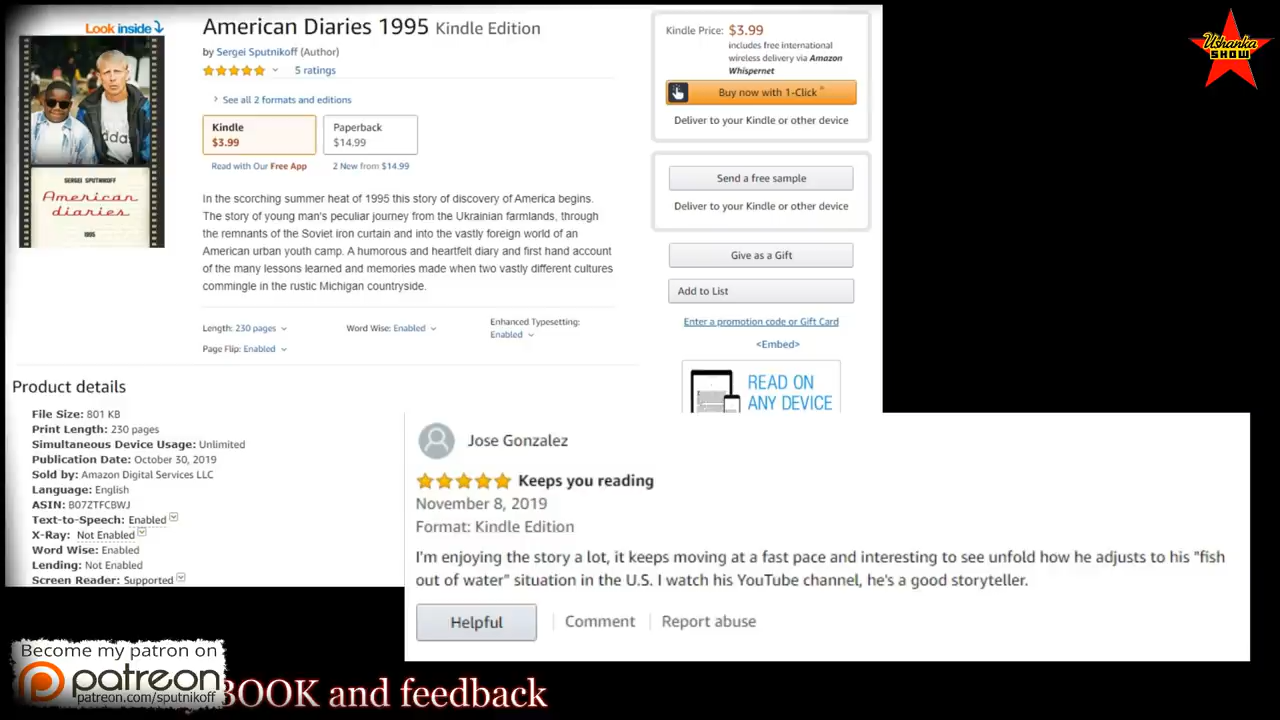 Look inside
American Diaries 1995 Kindle Edition
by Sergei Sputnikoff (Author)
5 ratings
See all 2 formats and editions
Kindle
$3.99
Paperback
$14.99
Read with Our Free App
2 New from $14.99
In the scorching summer heat of 1995 this story of discovery of America begins.
The story of young man's peculiar journey from the Ukrainian farmlands, through
the remnants of the Soviet iron curtain and into the vastly foreign world of an
American urban youth camp. A humorous and heartfelt diary and first hand account
of the many lessons learned and memories made when two vastly different cultures
commingle in the rustic Michigan countryside.
Length: 230 pages
Word Wise: Enabled
Enhanced Typesetting:
Enabled
Page Flip: Enabled
SERGEI SPUTNIKOFF
American
diaries
1995
Kindle Price: $3.99
includes free international
wireless delivery via Amazon
Whispernet
Buy now with 1-Click
Deliver to your Kindle or other device
Send a free sample
Deliver to your Kindle or other device
Give as a Gift
Add to List
Enter a promotion code or Gift Card
<Embed>
READ ON
ANY DEVICE
Ushanka
SHOW
Product details
File Size: 801 KB
Print Length: 230 pages
Simultaneous Device Usage: Unlimited
Publication Date: October 30, 2019
Sold by: Amazon Digital Services LLC
Language: English
ASIN: B07ZTFCBWJ
Text-to-Speech: Enabled
X-Ray: Not Enabled
Word Wise: Enabled
Lending: Not Enabled
Screen Reader: Supported
Jose Gonzalez
Keeps you reading
November 8, 2019
Format: Kindle Edition
I'm enjoying the story a lot, it keeps moving at a fast pace and interesting to see unfold how he adjusts to his "fish
out of water" situation in the U.S. I watch his YouTube channel, he's a good storyteller.
Helpful
Comment
Report abuse
Become my patron on
patreon
patreon.com/sputnikoff
BOOK and feedback